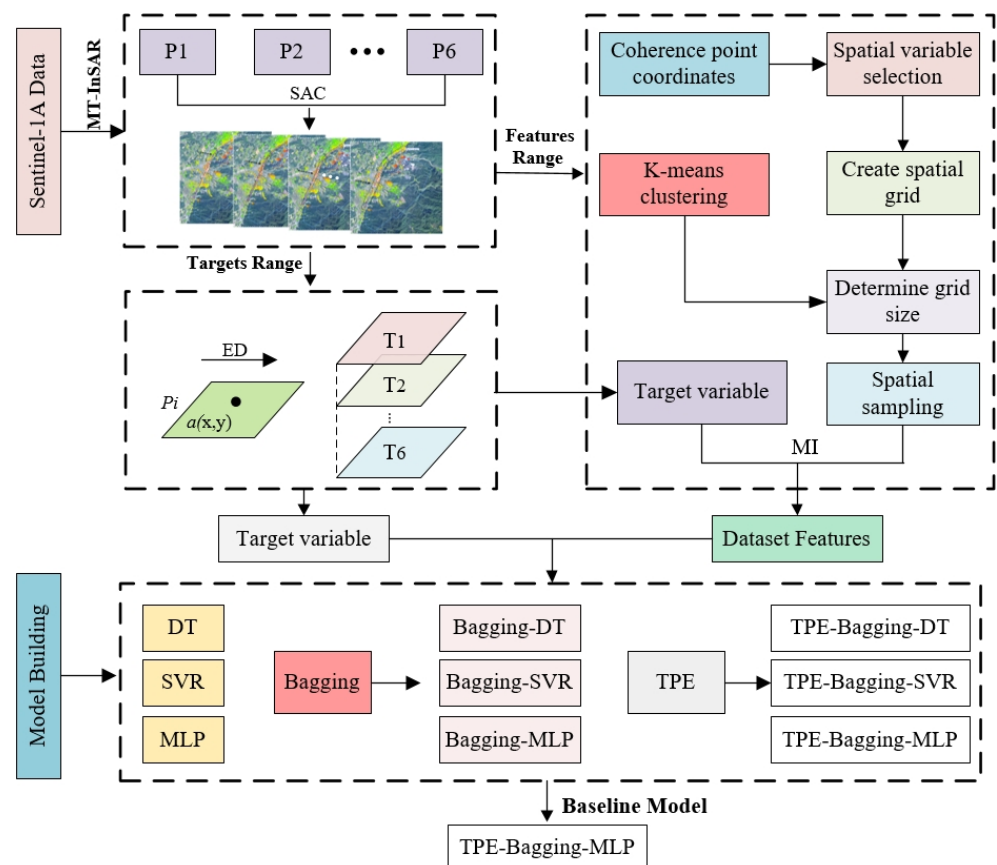 Sentinel-1A Data
MT-InSAR
P1
P2
P6
SAC
Features
Range
Targets Range
Coherence point
coordinates
Spatial variable
selection
K-means
clustering
Create spatial
grid
Determine grid
size
Target variable
Spatial
sampling
MI
ED
Pi
a(x,y)
T1
T2
T6
Target variable
Dataset Features
Model Building
DT
SVR
MLP
Bagging
Bagging-DT
Bagging-SVR
Bagging-MLP
TPE
TPE-Bagging-DT
TPE-Bagging-SVR
TPE-Bagging-MLP
Baseline Model
TPE-Bagging-MLP